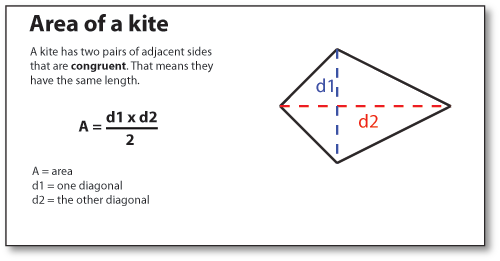 Area of a kite
A kite has two pairs of adjacent sides
that are congruent. That means they
have the same length.
A = d1 x d2
2
A = area
d1 = one diagonal
d2 = the other diagonal
d1
d2